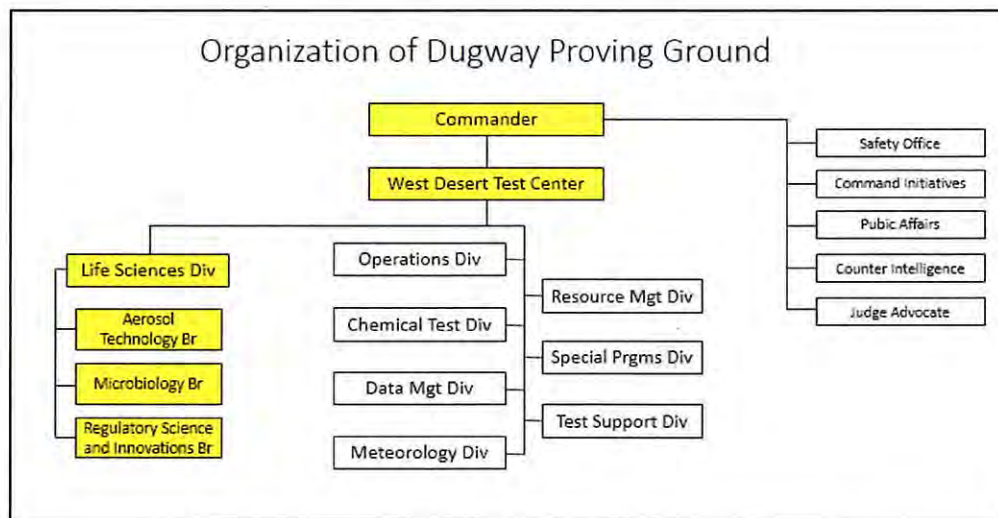 Organization of Dugway Proving Ground
Commander
West Desert Test Center
Safety Office
Command Initiatives
Pubic Affairs
Counter Intelligence
Judge Advocate
Life Sciences Div
Aerosol
Technology Br
Microbiology Br
Regulatory Science
and Innovations Br
Operations Div
Chemical Test Div
Data Mgt Div
Meteorology Div
Resource Mgt Div
Special Prgms Div
Test Support Div